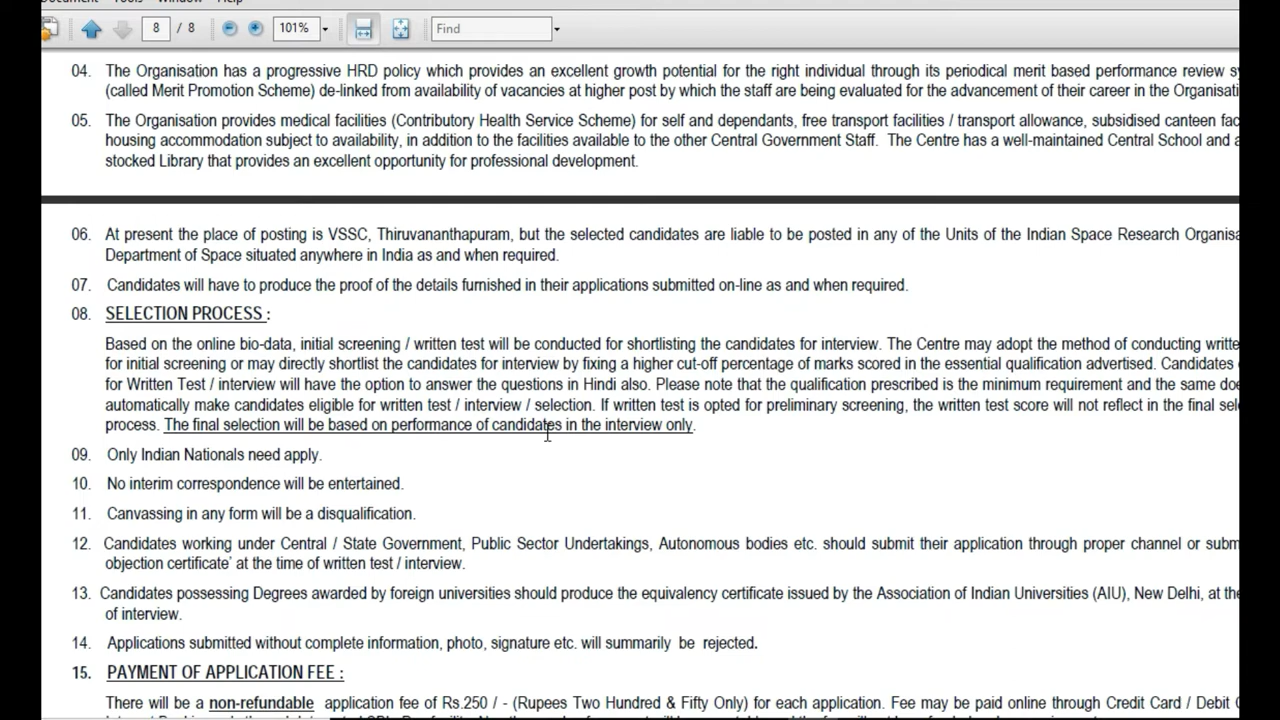 Document Tools Window Help
8 / 8 101% Find
04. The Organisation has a progressive HRD policy which provides an excellent growth potential for the right individual through its periodical merit based performance review
(called Merit Promotion Scheme) de-linked from availability of vacancies at higher post by which the staff are being evaluated for the advancement of their career in the
05. The Organisation provides medical facilities (Contributory Health Service Scheme) for self and dependants, free transport facilities / transport allowance, subsidised canteen
housing accommodation subject to availability, in addition to the facilities available to the other Central Government Staff. The Centre has a well-maintained Central School and
stocked Library that provides an excellent opportunity for professional development.
06. At present the place of posting is VSSC, Thiruvananthapuram, but the selected candidates are liable to be posted in any of the Units of the Indian Space Research
Department of Space situated anywhere in India as and when required.
07. Candidates will have to produce the proof of the details furnished in their applications submitted on-line as and when required.
08. SELECTION PROCESS :
Based on the online bio-data, initial screening / written test will be conducted for shortlisting the candidates for interview. The Centre may adopt the method of conducting
for initial screening or may directly shortlist the candidates for interview by fixing a higher cut-off percentage of marks scored in the essential qualification advertised. Candidates
for Written Test / interview will have the option to answer the questions in Hindi also. Please note that the qualification prescribed is the minimum requirement and the same
automatically make candidates eligible for written test / interview / selection. If written test is opted for preliminary screening, the written test score will not reflect in the final
process. The final selection will be based on performance of candidates in the interview only.
09. Only Indian Nationals need apply.
10. No interim correspondence will be entertained.
11. Canvassing in any form will be a disqualification.
12. Candidates working under Central / State Government, Public Sector Undertakings, Autonomous bodies etc. should submit their application through proper channel or
objection certificate' at the time of written test / interview.
13. Candidates possessing Degrees awarded by foreign universities should produce the equivalency certificate issued by the Association of Indian Universities (AIU), New Delhi, at
of interview.
14. Applications submitted without complete information, photo, signature etc. will summarily be rejected.
15. PAYMENT OF APPLICATION FEE :
There will be a non-refundable application fee of Rs.250 / - (Rupees Two Hundred & Fifty Only) for each application. Fee may be paid online through Credit Card / Debit